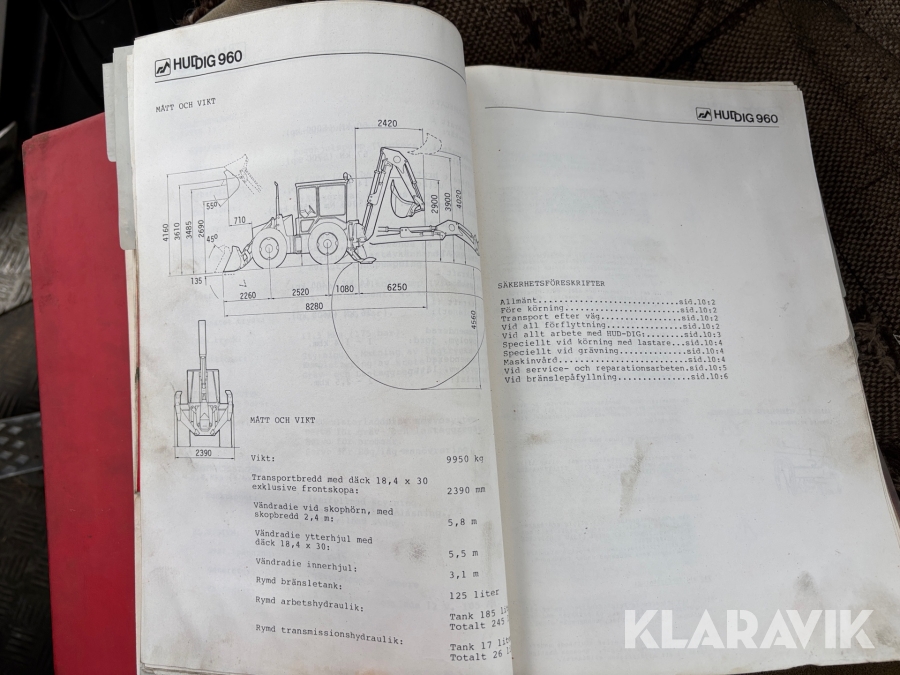 HUDDIG 960
MÅTT OCH VIKT
2420
55°
710
45°
4160
3610
3485
2690
2900
3900
4020
135
2260
2520
1080
6250
8280
4560
2390
MÅTT OCH VIKT
Vikt: 9950 kg
Transportbredd med däck 18,4 x 30
exklusive frontskopa: 2390 mm
Vändradie vid skophörn, med
skopbredd 2,4 m: 5,8 m
Vändradie ytterhjul med
däck 18,4 x 30: 5,5 m
Vändradie innerhjul: 3,1 m
Rymd bränsletank: 125 liter
Rymd arbetshydraulik: Tank 185
Totalt 245
Rymd transmissionshydraulik: Tank 17
Totalt 26
HUDDIG 960
SÄKERHETSFÖRESKRIFTER
Allmänt...........................sid.10:2
Före körning......................sid.10:2
Transport efter väg...............sid.10:2
Vid all förflyttning..............sid.10:2
Vid allt arbete med HUD-DIG:......sid.10:3
Speciellt vid körning med lastare...sid.10:4
Speciellt vid grävning............sid.10:4
Maskinvård........................sid.10:4
Vid service- och reparationsarbeten.sid.10:5
Vid bränslepåfyllning.............sid.10:6
KLARAVIK